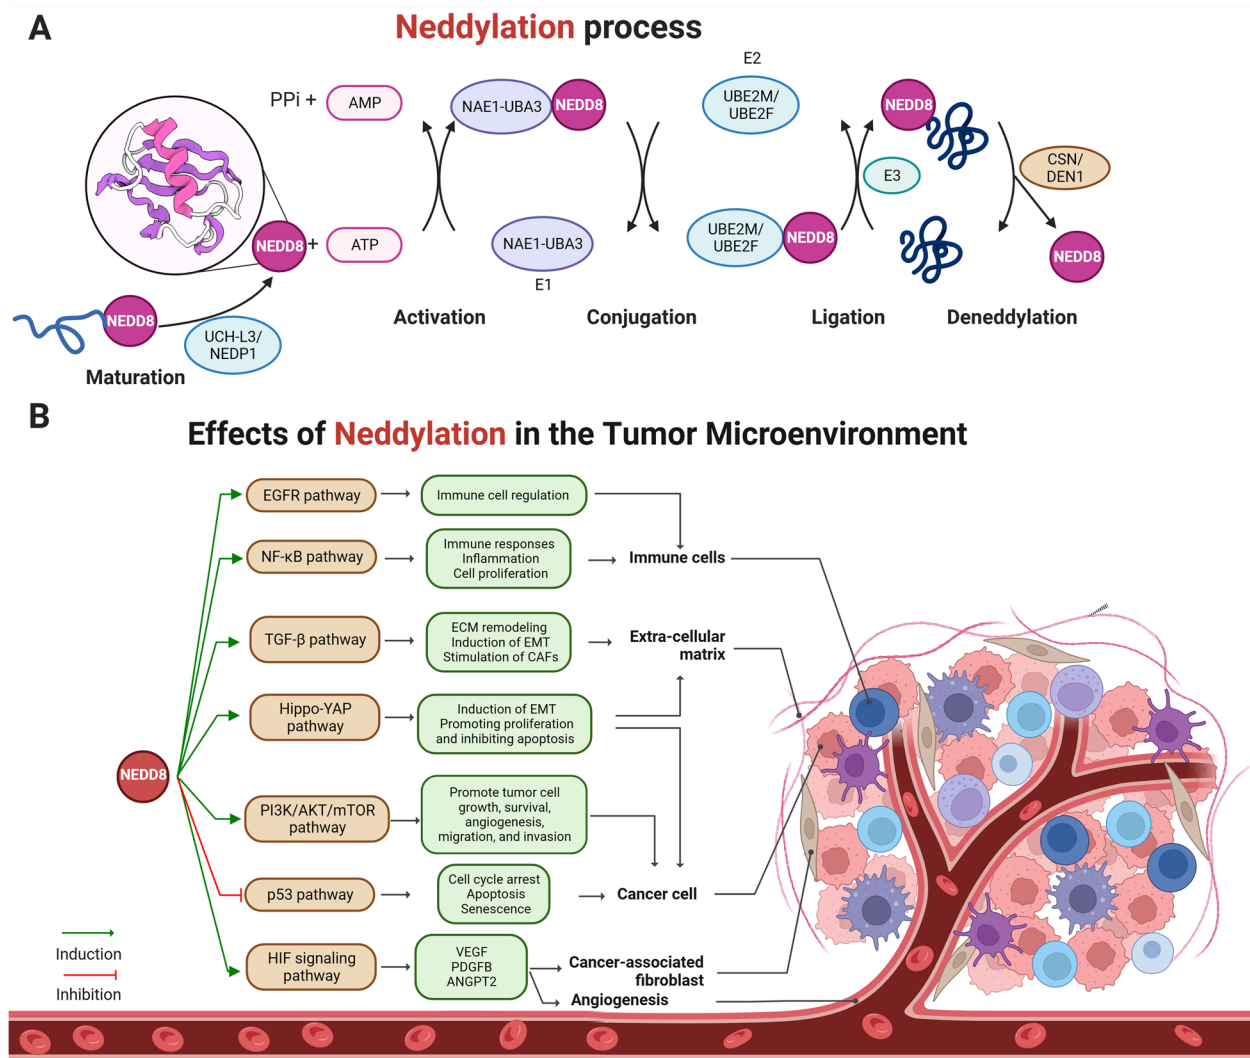 A
Neddylation process
PPi +
AMP
NAE1-UBA3
NEDD8
E2
UBE2M/
UBE2F
NEDD8
E3
CSN/
DEN1
NEDD8
+
ATP
NAE1-UBA3
E1
UBE2M/
UBE2F
NEDD8
NEDD8
NEDD8
UCH-L3/
NEDP1
Maturation
Activation
Conjugation
Ligation
Deneddylation
B
Effects of Neddylation in the Tumor Microenvironment
EGFR pathway
Immune cell regulation
NF-κB pathway
Immune responses
Inflammation
Cell proliferation
Immune cells
TGF-β pathway
ECM remodeling
Induction of EMT
Stimulation of CAFs
Extra-cellular
matrix
Hippo-YAP
pathway
Induction of EMT
Promoting proliferation
and inhibiting apoptosis
NEDD8
PI3K/AKT/mTOR
pathway
Promote tumor cell
growth, survival,
angiogenesis,
migration, and invasion
p53 pathway
Cell cycle arrest
Apoptosis
Senescence
Cancer cell
HIF signaling
pathway
VEGF
PDGFB
ANGPT2
Cancer-associated
fibroblast
Angiogenesis
Induction
Inhibition